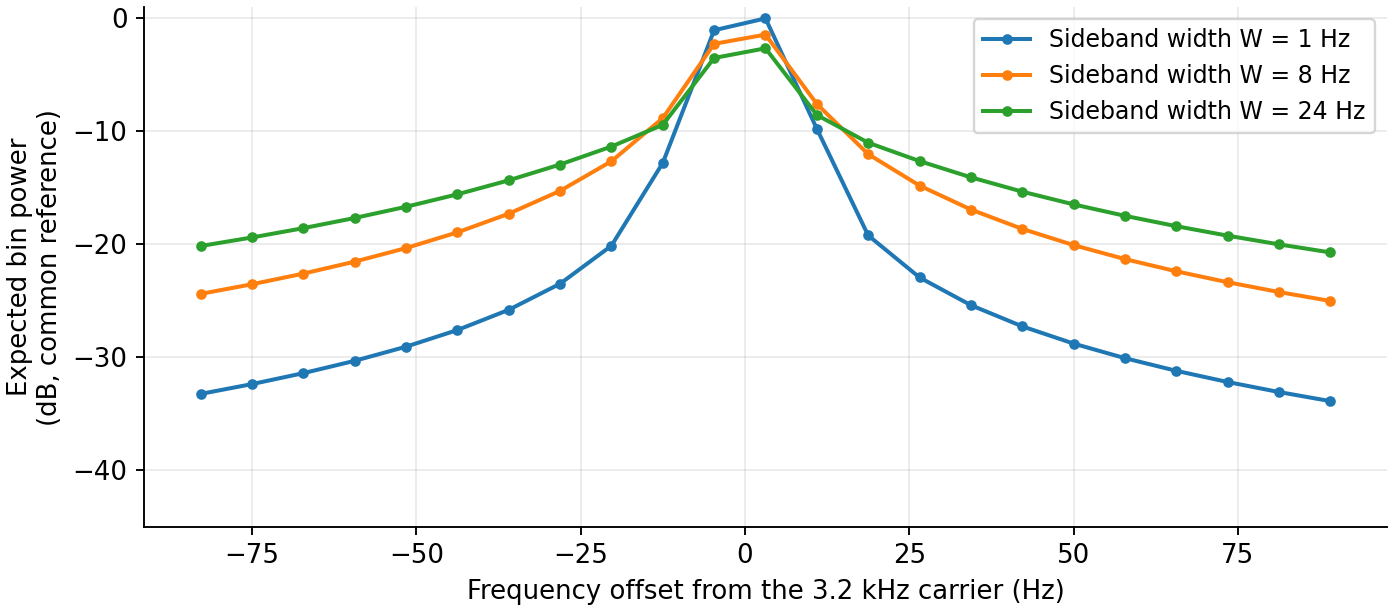 0
−10
−20
−30
−40
Expected bin power
(dB, common reference)
Sideband width W = 1 Hz
Sideband width W = 8 Hz
Sideband width W = 24 Hz
−75 −50 −25 0 25 50 75
Frequency offset from the 3.2 kHz carrier (Hz)